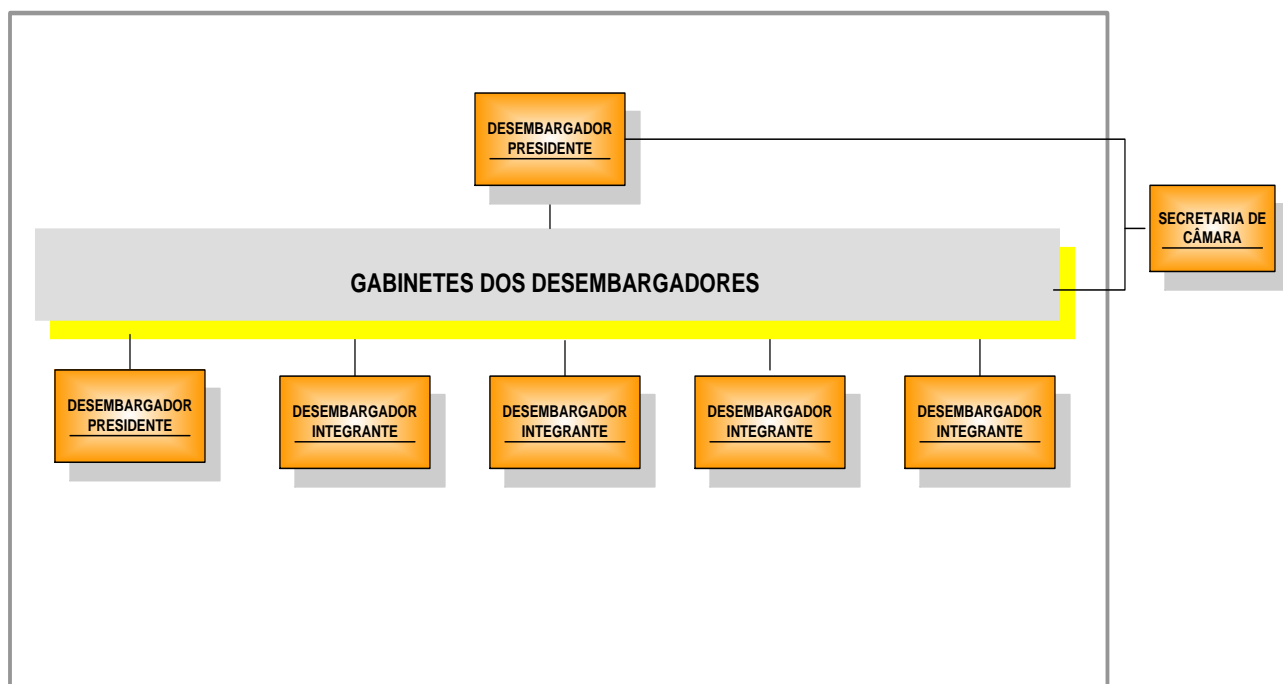 DESEMBARGADOR
PRESIDENTE
SECRETARIA DE
CÂMARA
GABINETES DOS DESEMBARGADORES
DESEMBARGADOR
PRESIDENTE
DESEMBARGADOR
INTEGRANTE
DESEMBARGADOR
INTEGRANTE
DESEMBARGADOR
INTEGRANTE
DESEMBARGADOR
INTEGRANTE